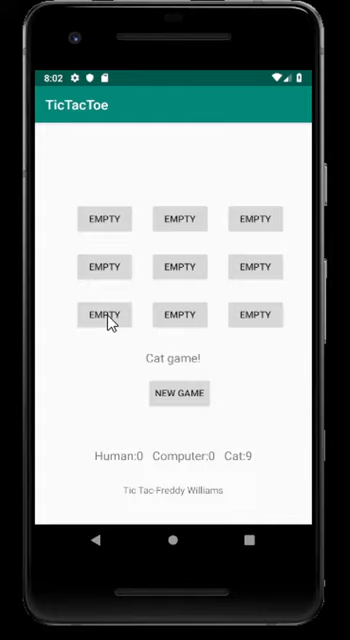 8:02
TicTacToe
EMPTY EMPTY EMPTY
EMPTY EMPTY EMPTY
EMPTY EMPTY EMPTY
Cat game!
NEW GAME
Human:0 Computer:0 Cat:9
Tic Tac Freddy Williams